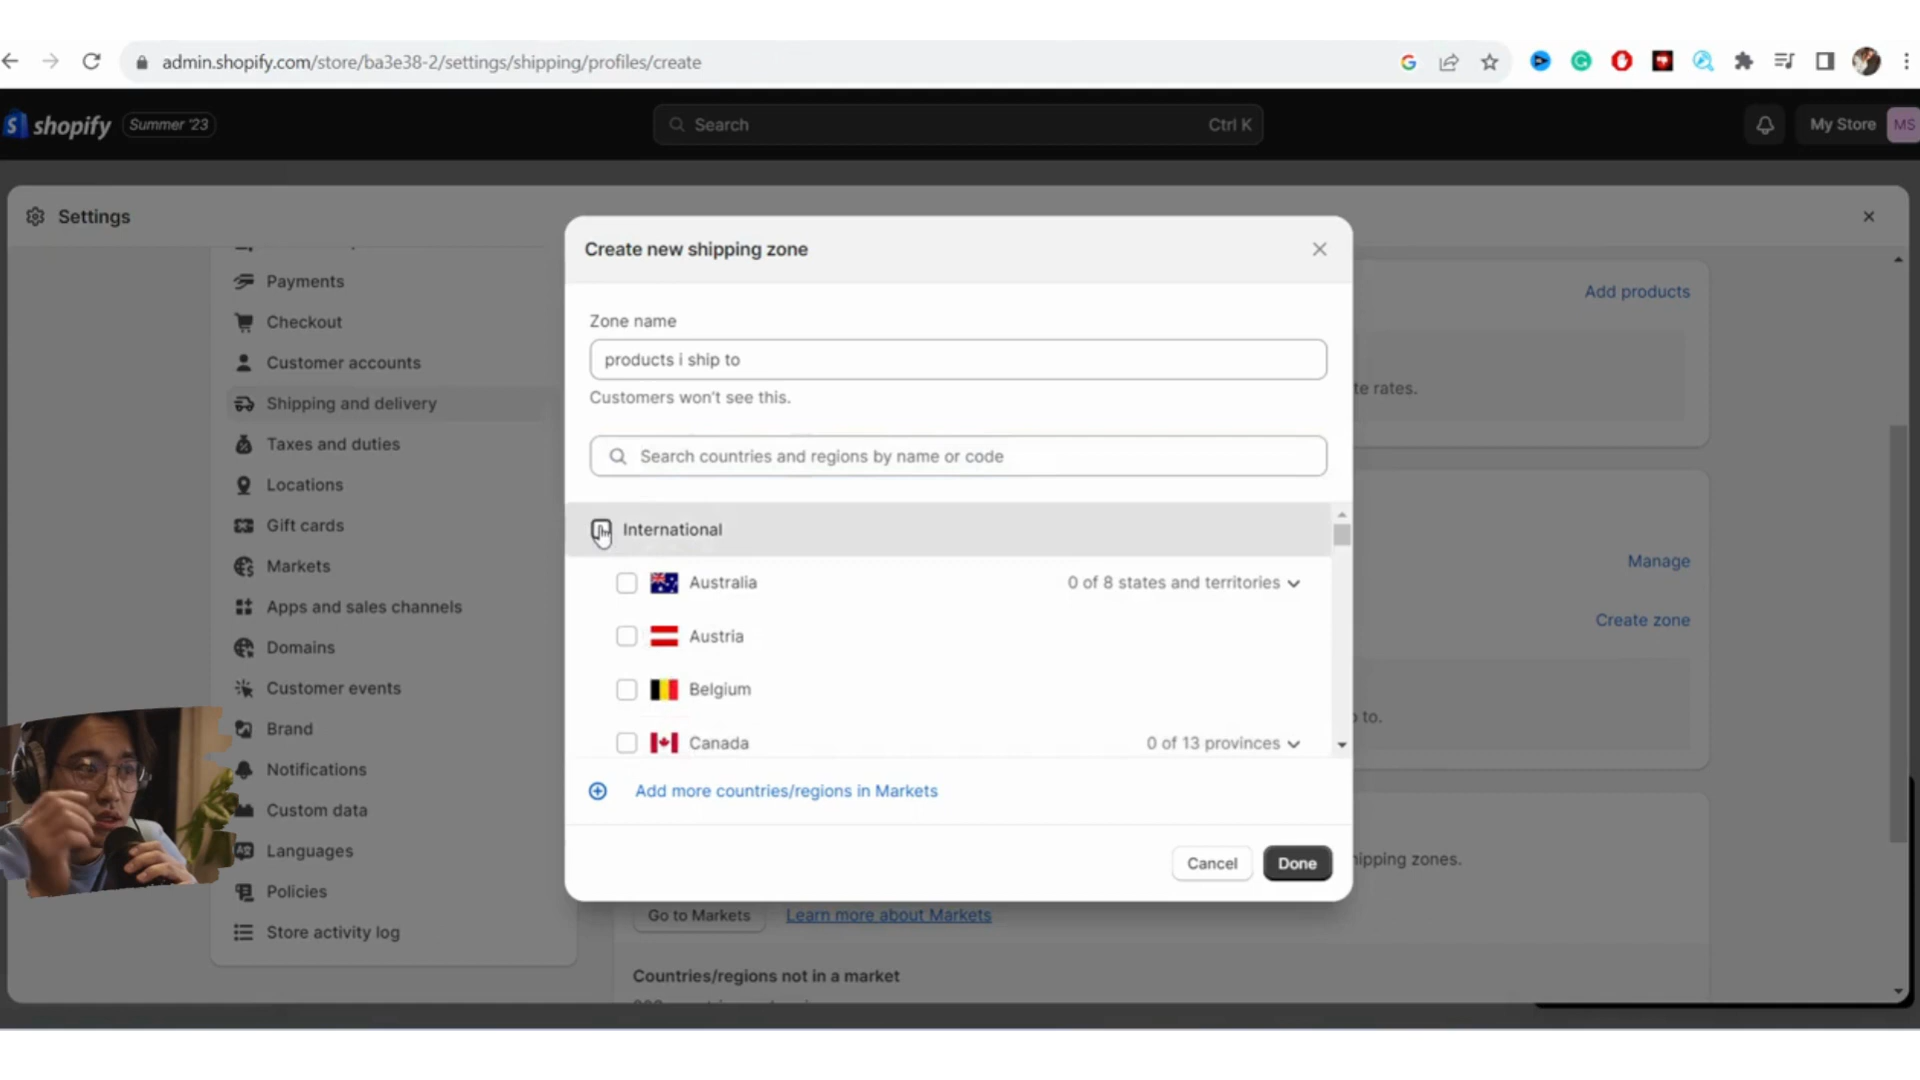 admin.shopify.com/store/ba3e38-2/settings/shipping/profiles/create
shopify
Summer '23
Search
Ctrl K
My Store
MS
Settings
Payments
Checkout
Customer accounts
Shipping and delivery
Taxes and duties
Locations
Gift cards
Markets
Apps and sales channels
Domains
Customer events
Brand
Notifications
Custom data
Languages
Policies
Store activity log
Create new shipping zone
Zone name
products i ship to
Customers won't see this.
Search countries and regions by name or code
International
Australia
0 of 8 states and territories
Austria
Belgium
Canada
0 of 13 provinces
Add more countries/regions in Markets
Cancel
Done
Add products
te rates.
Manage
Create zone
to.
hipping zones.
Go to Markets
Learn more about Markets
Countries/regions not in a market